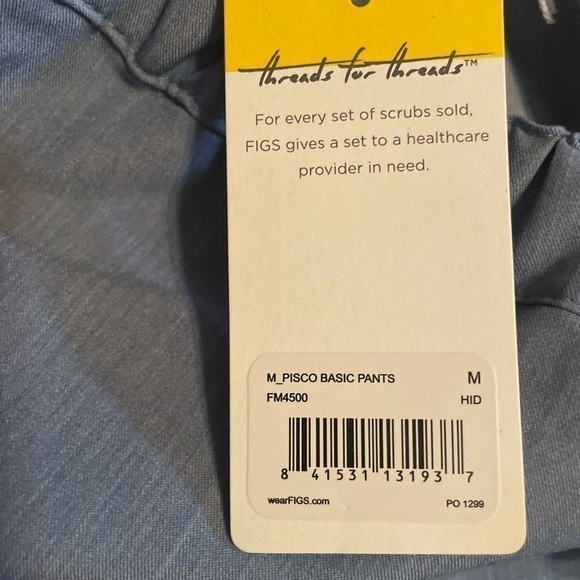 threads for threads™
For every set of scrubs sold,
FIGS gives a set to a healthcare
provider in need.
M_PISCO BASIC PANTS M
FM4500 HID
8 41531 13193 7
wearFIGS.com PO 1299